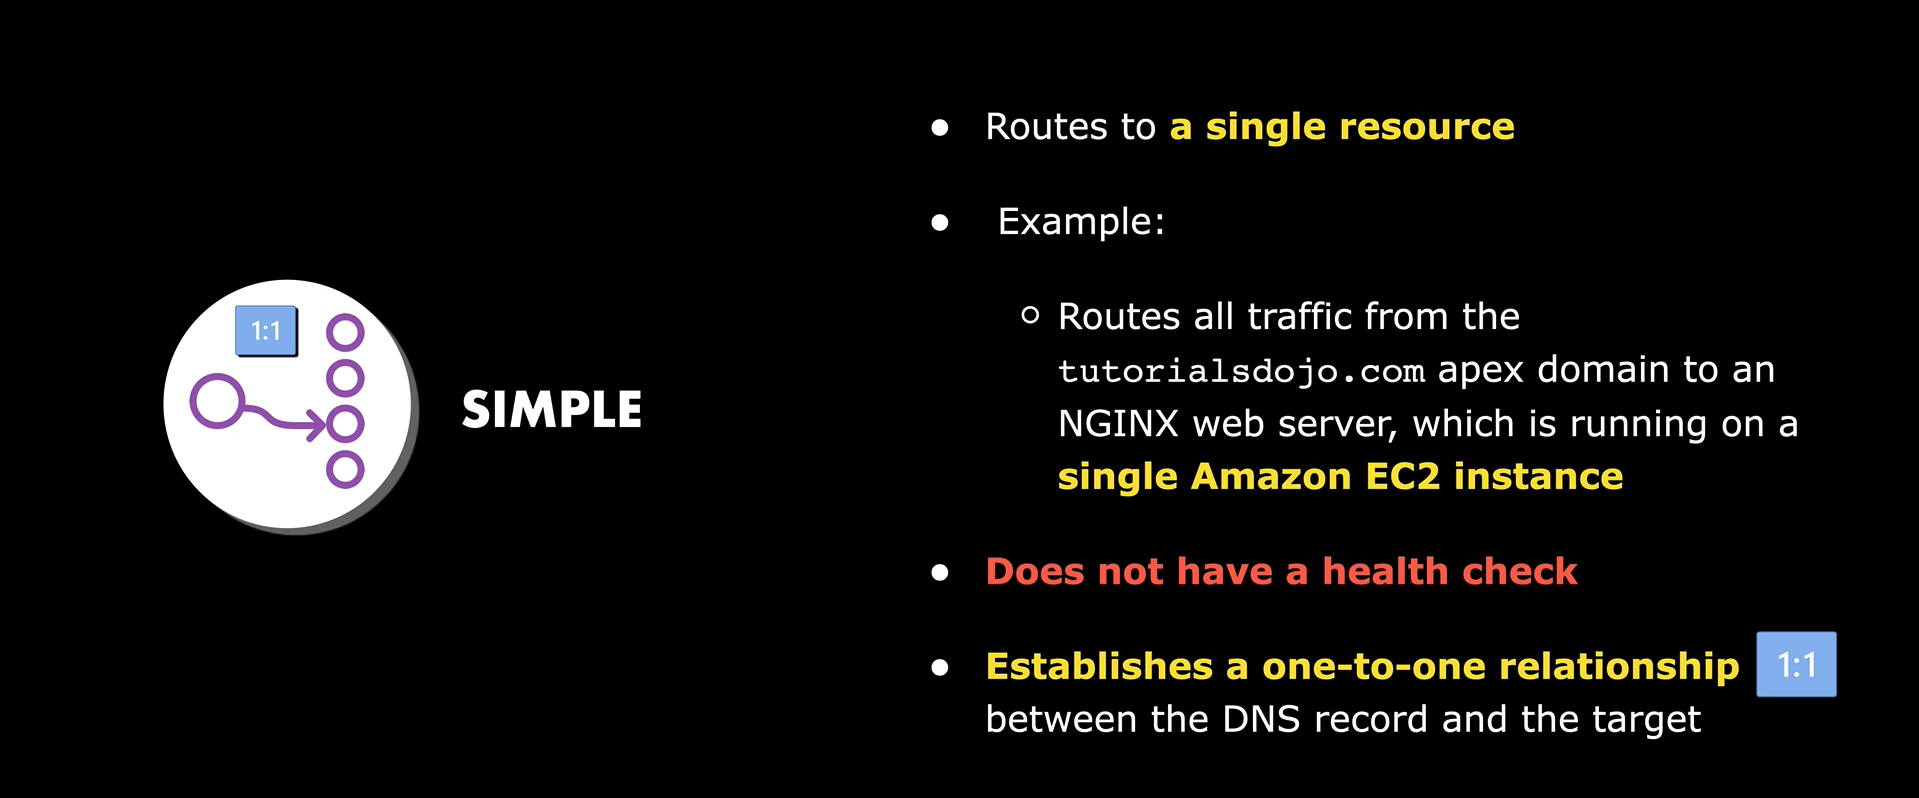 1:1
SIMPLE
● Routes to a single resource
● Example:
○ Routes all traffic from the
tutorialsdojo.com apex domain to an
NGINX web server, which is running on a
single Amazon EC2 instance
● Does not have a health check
● Establishes a one-to-one relationship 1:1
between the DNS record and the target